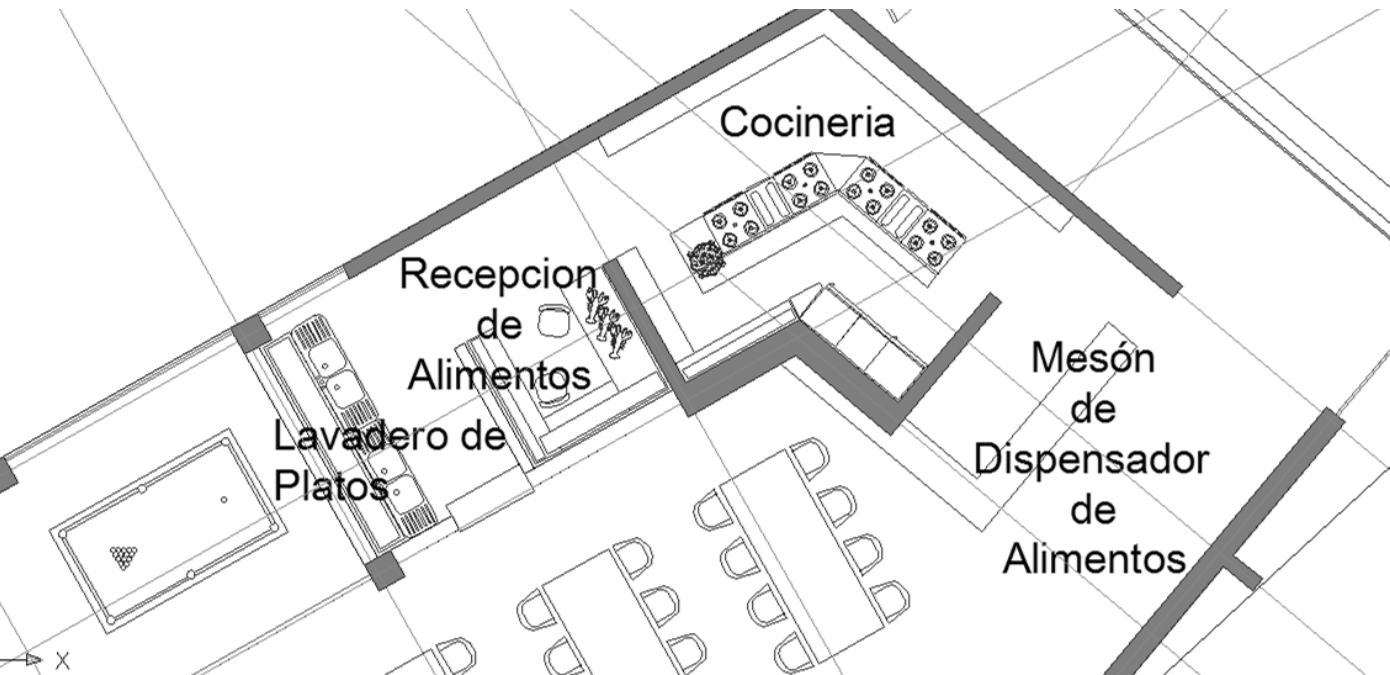 Cocineria
Recepcion
de
Alimentos
Lavadero de
Platos
Mesón
de
Dispensador
de
Alimentos
X